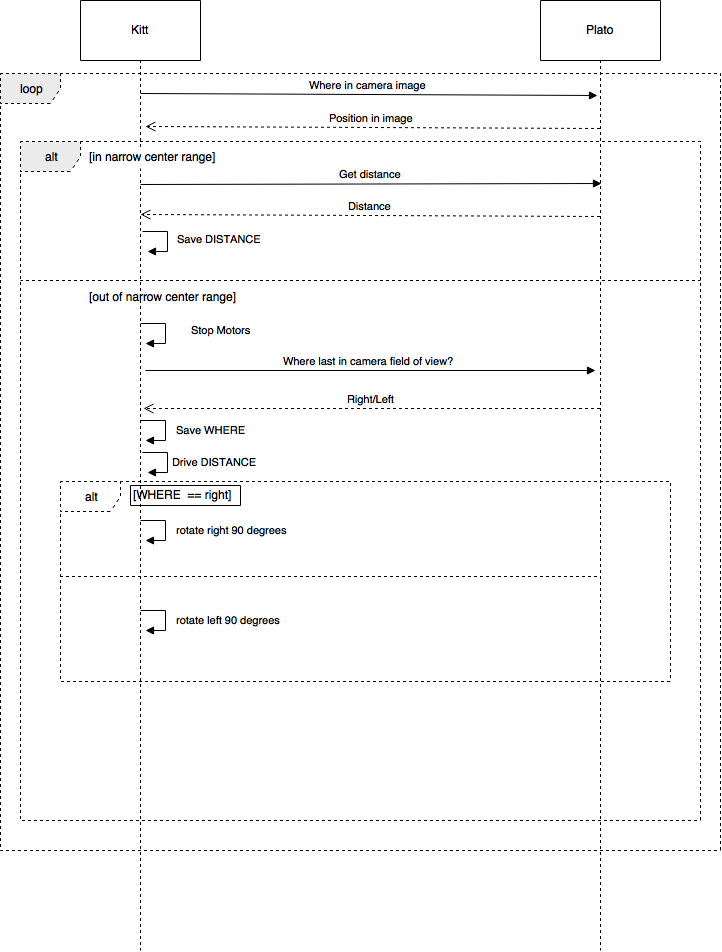 Kitt
Plato
loop
Where in camera image
Position in image
alt
[in narrow center range]
Get distance
Distance
Save DISTANCE
[out of narrow center range]
Stop Motors
Where last in camera field of view?
Right/Left
Save WHERE
Drive DISTANCE
alt
[WHERE == right]
rotate right 90 degrees
rotate left 90 degrees